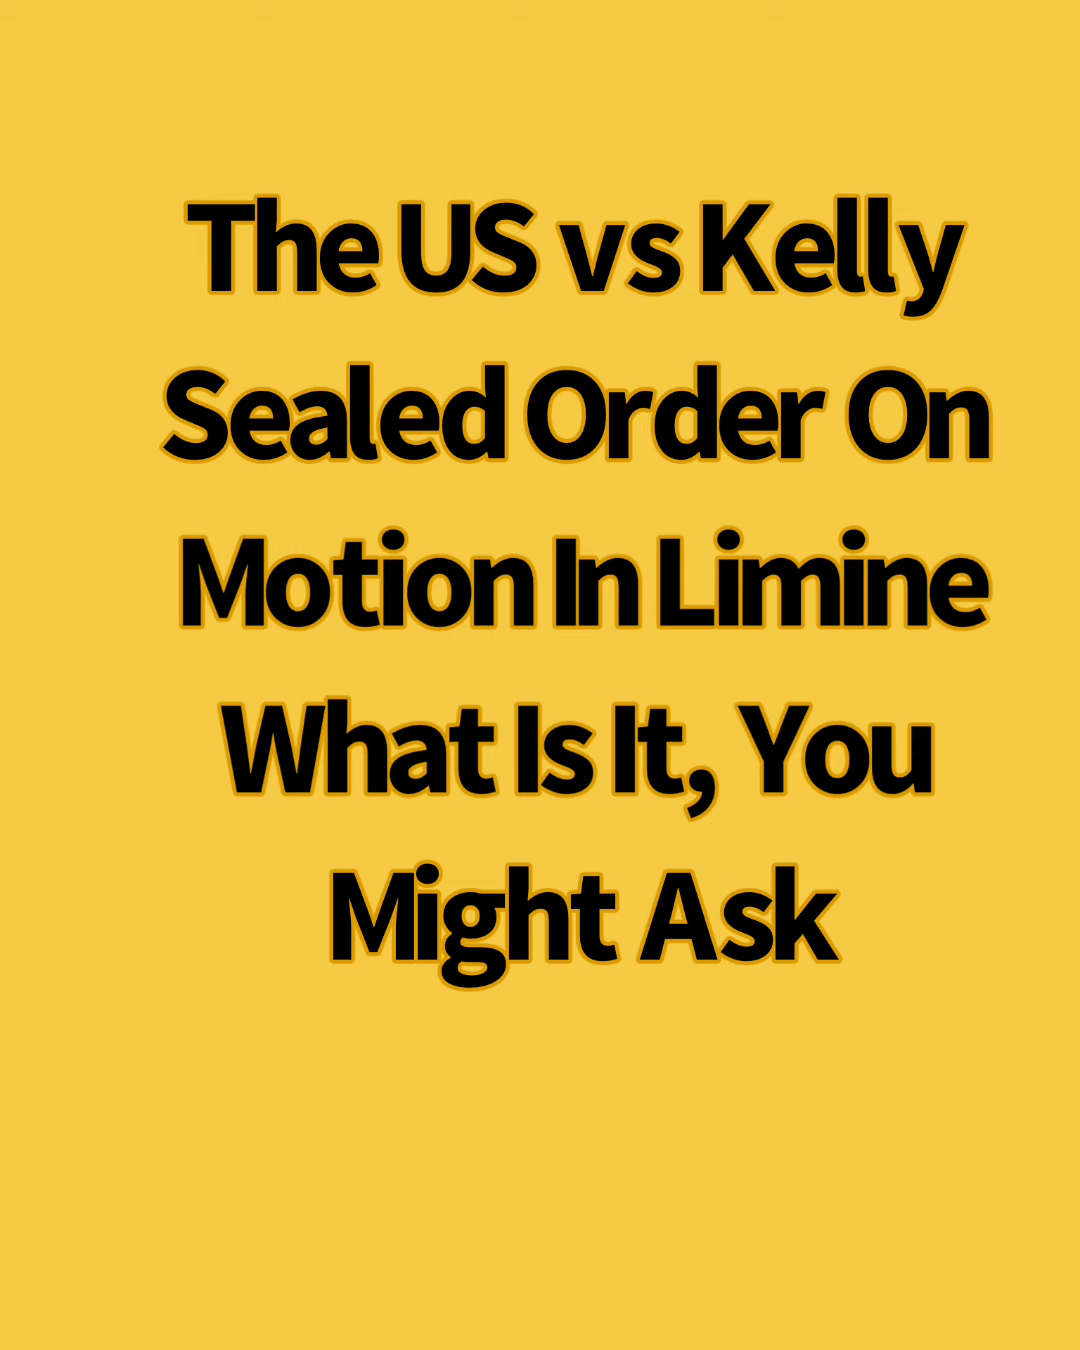 The US vs Kelly
Sealed Order On
Motion In Limine
What Is It, You
Might Ask